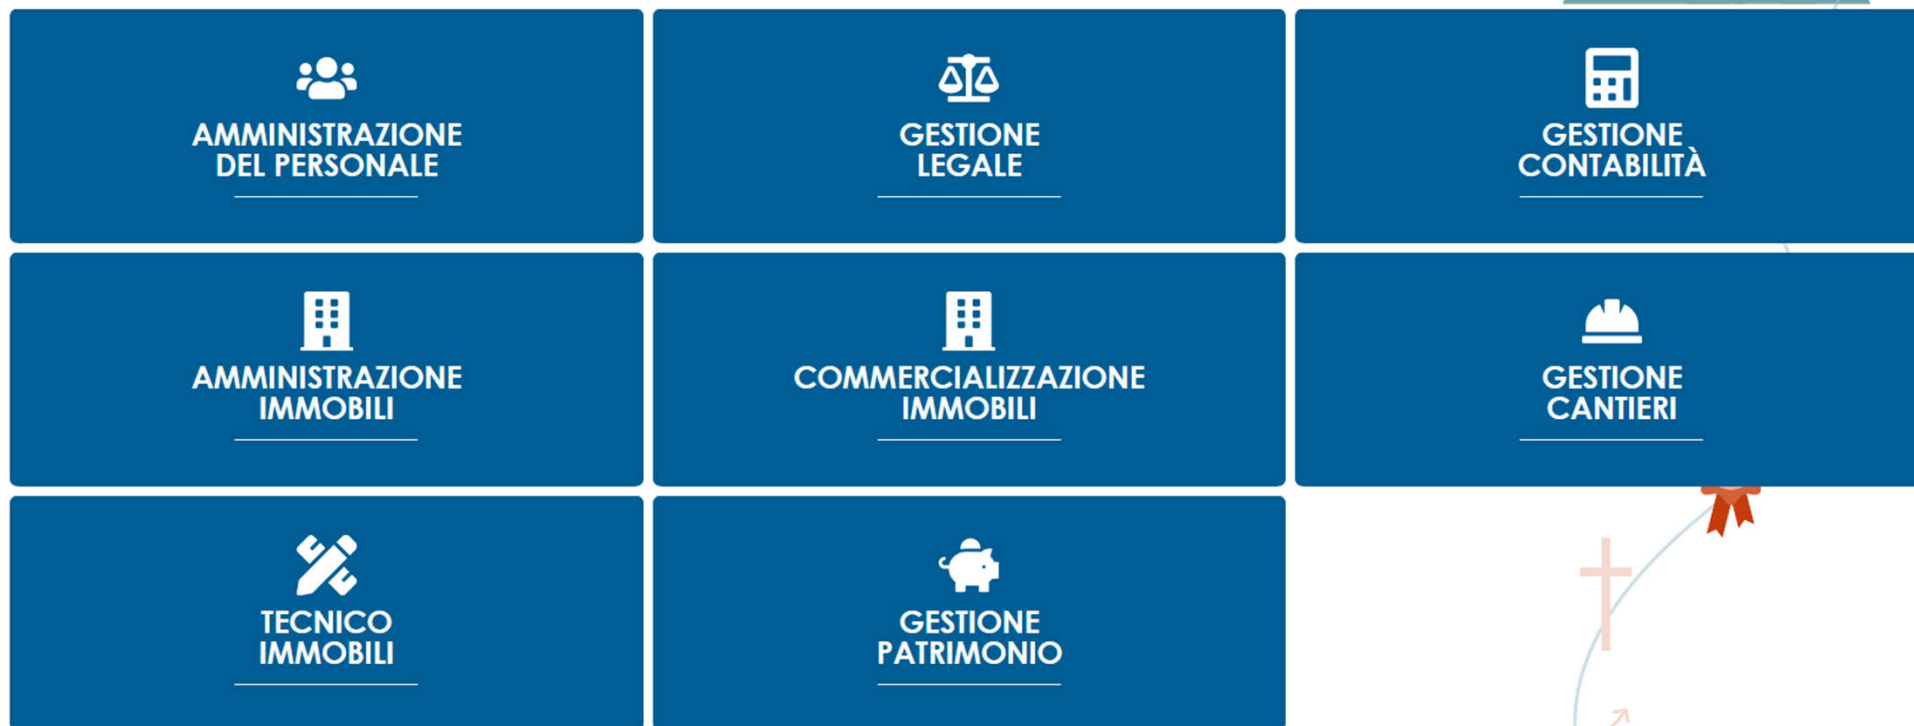 AMMINISTRAZIONE
DEL PERSONALE
GESTIONE
LEGALE
GESTIONE
CONTABILITÀ
AMMINISTRAZIONE
IMMOBILI
COMMERCIALIZZAZIONE
IMMOBILI
GESTIONE
CANTIERI
TECNICO
IMMOBILI
GESTIONE
PATRIMONIO